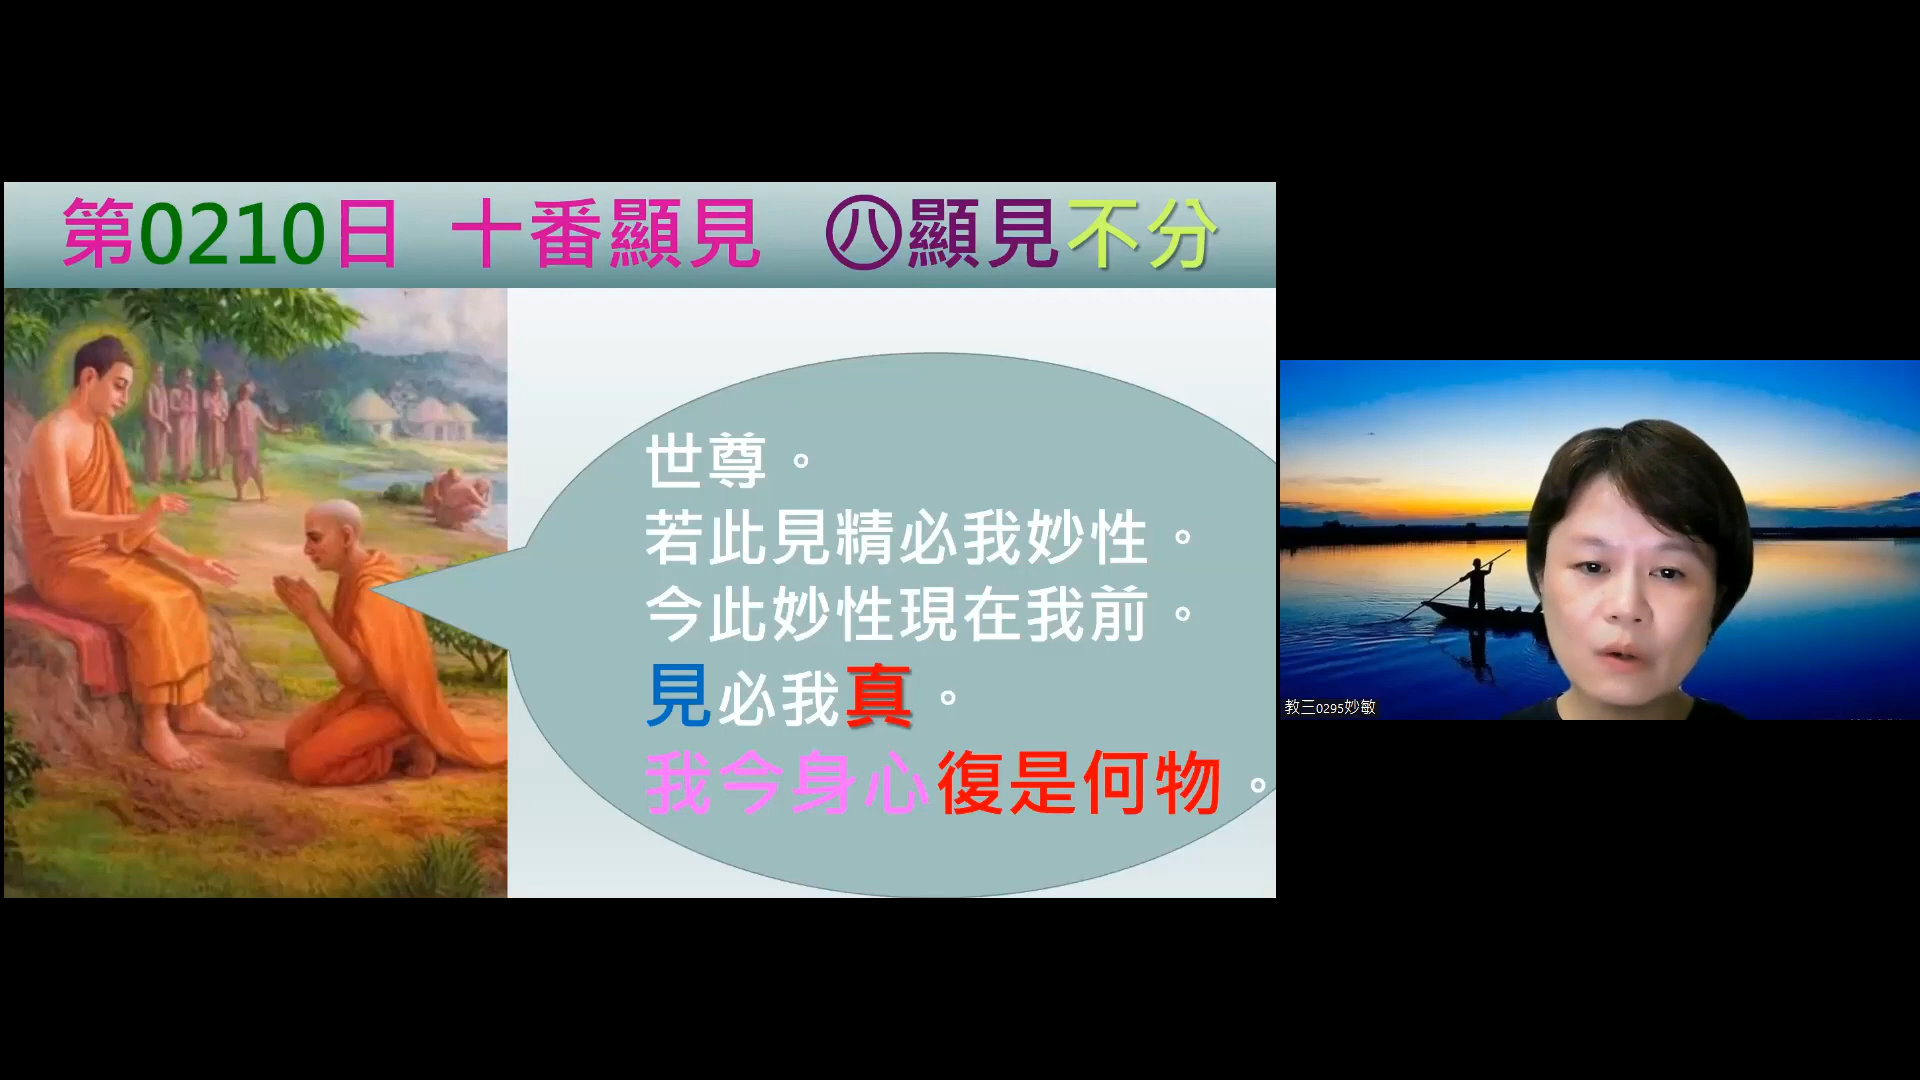 第0210日 十番顯見 ㊇顯見不分
世尊。
若此見精必我妙性。
今此妙性現在我前。
見必我真。
我今身心復是何物。
教三0295妙敏